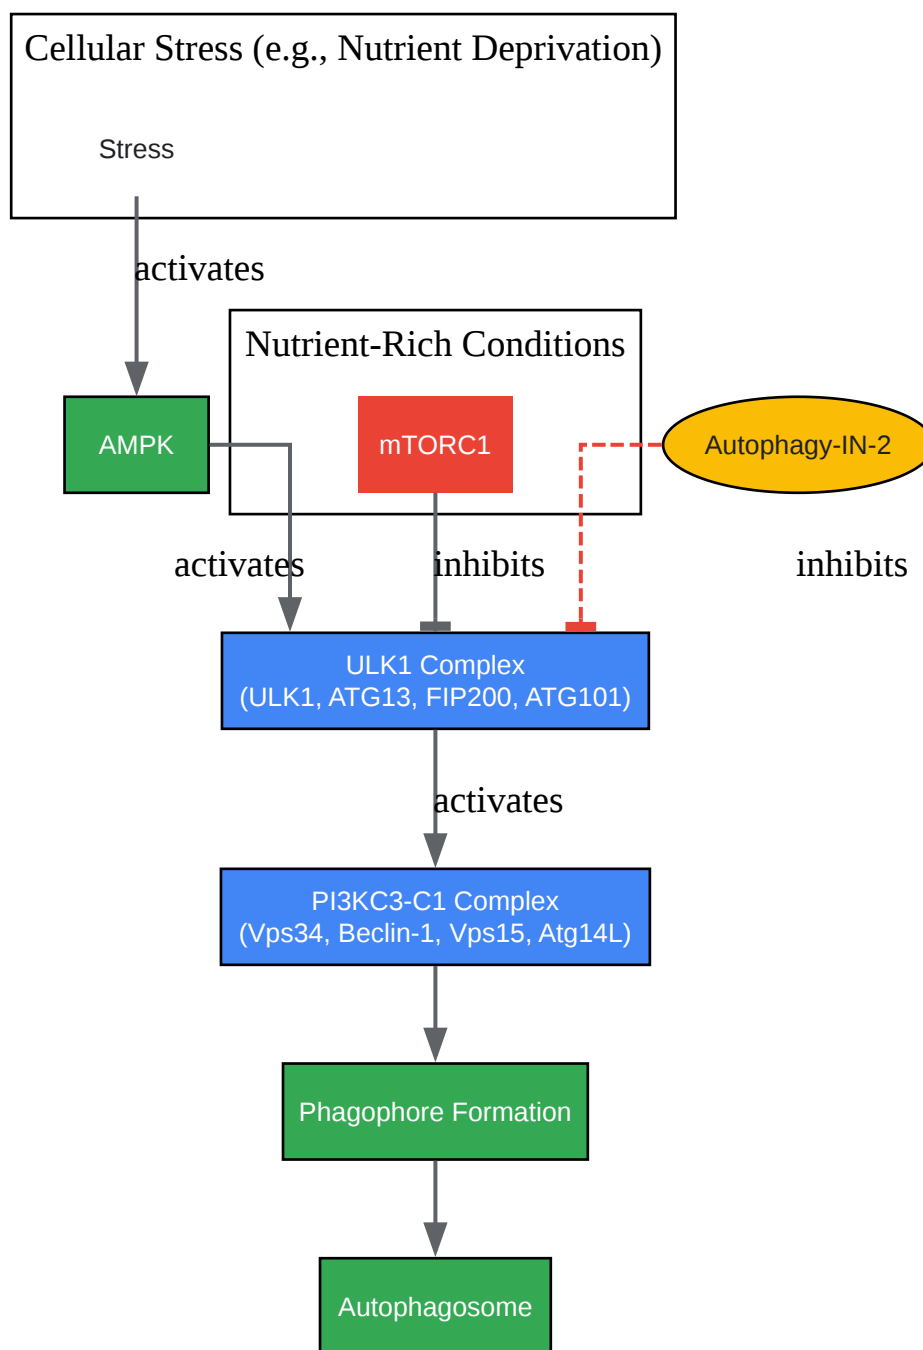 Cellular Stress (e.g., Nutrient Deprivation)
Stress
activates
Nutrient-Rich Conditions
AMPK
mTORC1
Autophagy-IN-2
activates
inhibits
inhibits
ULK1 Complex
(ULK1, ATG13, FIP200, ATG101)
activates
PI3KC3-C1 Complex
(Vps34, Beclin-1, Vps15, Atg14L)
Phagophore Formation
Autophagosome